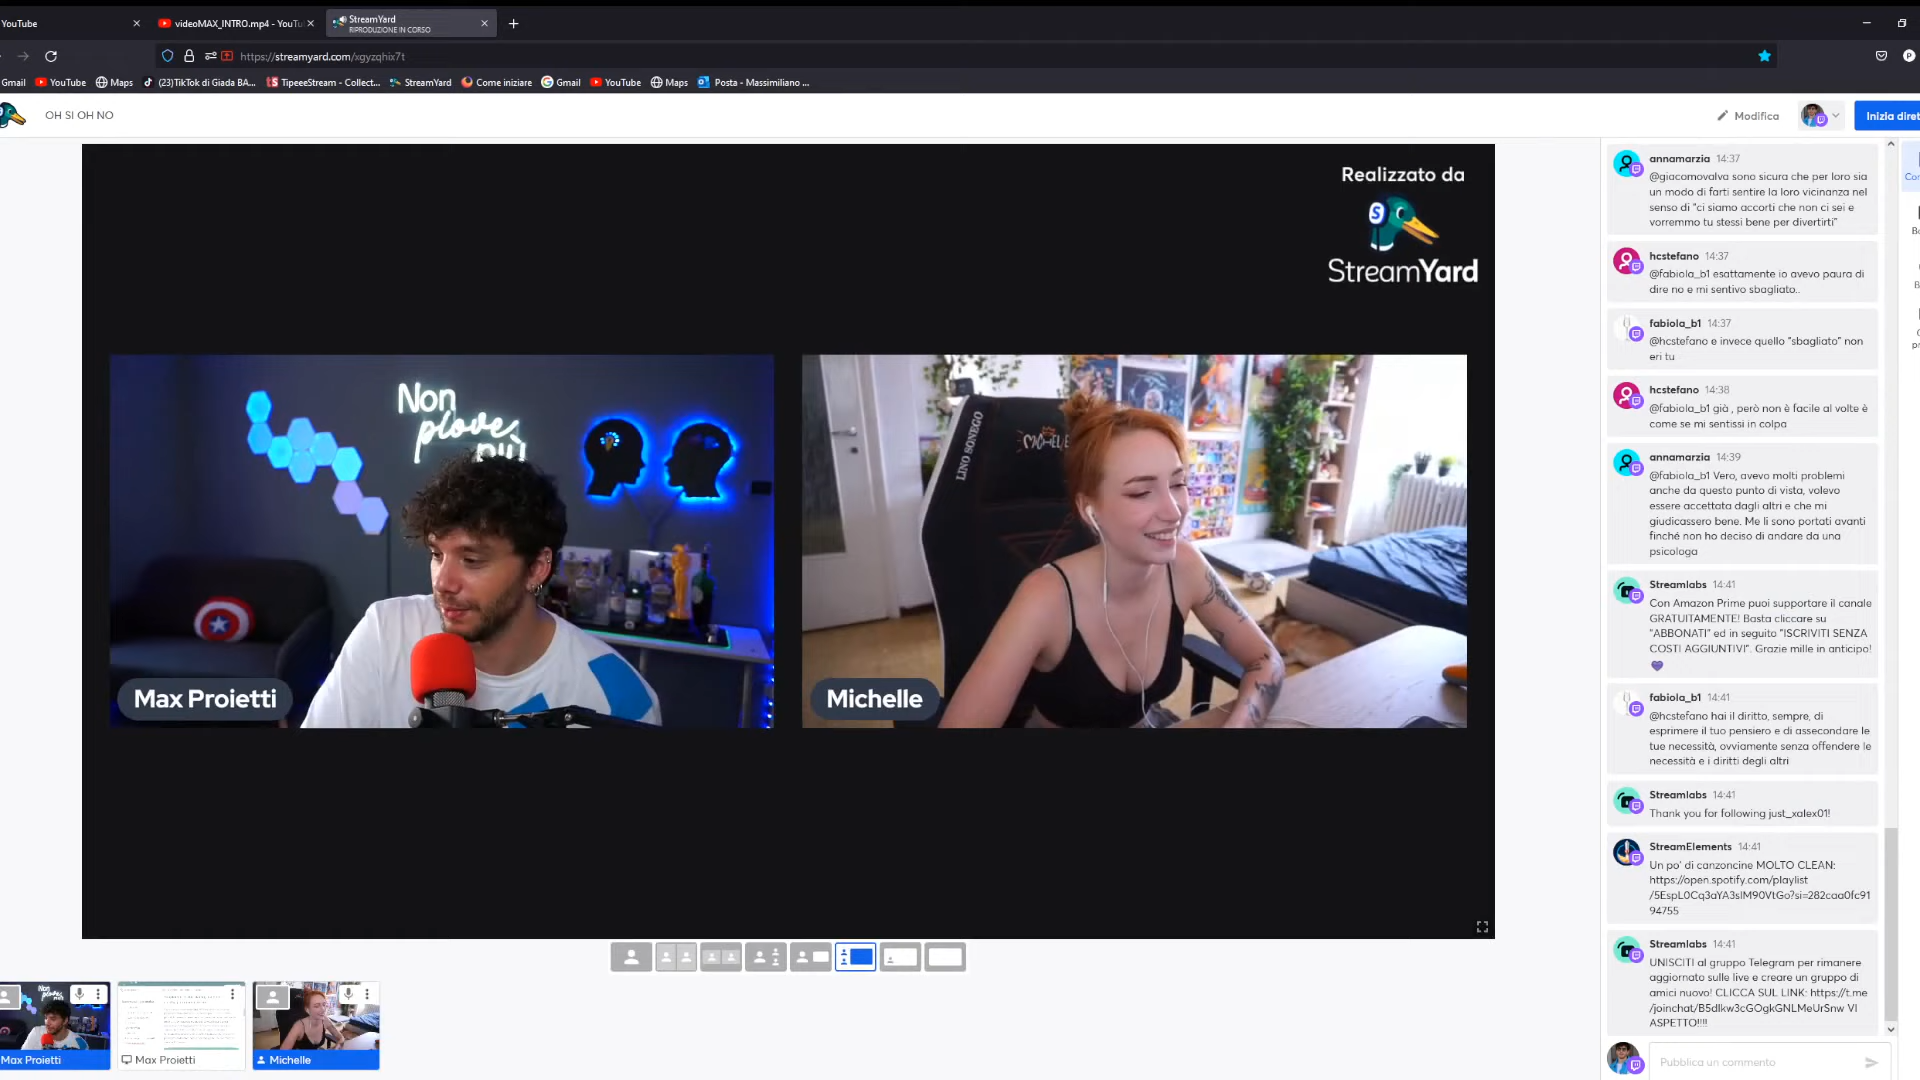 YouTube
videoMAX_INTRO.mp4 - YouTu
StreamYard
RIPRODUZIONE IN CORSO
https://streamyard.com/xgyzqhix7t
Gmail
YouTube
Maps
(23)TikTok di Giada BA...
TipeeeStream - Collect...
StreamYard
Come iniziare
Gmail
YouTube
Maps
Posta - Massimiliano ...
OH SI OH NO
Modifica
Inizia diret
Realizzato da
StreamYard
Non
piove
più
LINO SONEGO
Max Proietti
Michelle
Max Proietti
Max Proietti
Michelle
annamarzia 14:37
@giacomovalva sono sicura che per loro sia
un modo di farti sentire la loro vicinanza nel
senso di "ci siamo accorti che non ci sei e
vorremmo tu stessi bene per divertirti"
hcstefano 14:37
@fabiola_b1 esattamente io avevo paura di
dire no e mi sentivo sbagliato..
fabiola_b1 14:37
@hcstefano e invece quello "sbagliato" non
eri tu
hcstefano 14:38
@fabiola_b1 già , però non è facile al volte è
come se mi sentissi in colpa
annamarzia 14:39
@fabiola_b1 Vero, avevo molti problemi
anche da questo punto di vista, volevo
essere accettata dagli altri e che mi
giudicassero bene. Me li sono portati avanti
finché non ho deciso di andare da una
psicologa
Streamlabs 14:41
Con Amazon Prime puoi supportare il canale
GRATUITAMENTE! Basta cliccare su
"ABBONATI" ed in seguito "ISCRIVITI SENZA
COSTI AGGIUNTIVI". Grazie mille in anticipo!
fabiola_b1 14:41
@hcstefano hai il diritto, sempre, di
esprimere il tuo pensiero e di assecondare le
tue necessità, ovviamente senza offendere le
necessità e i diritti degli altri
Streamlabs 14:41
Thank you for following just_xalex01!
StreamElements 14:41
Un po' di canzoncine MOLTO CLEAN:
https://open.spotify.com/playlist
/5EspL0Cq3aYA3slM90VtGo?si=282caa0fc91
94755
Streamlabs 14:41
UNISCITI al gruppo Telegram per rimanere
aggiornato sulle live e creare un gruppo di
amici nuovo! CLICCA SUL LINK: https://t.me
/joinchat/B5dIkw3cGOgkGNLMeUrSnw VI
ASPETTO!!!!
Pubblica un commento